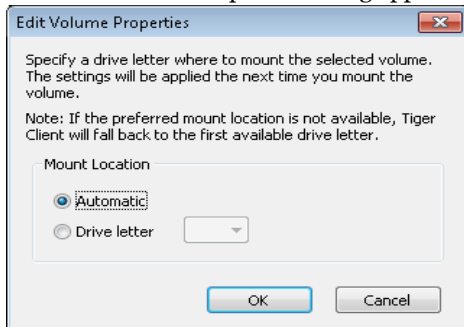 Edit Volume Properties
Specify a drive letter where to mount the selected volume.
The settings will be applied the next time you mount the
volume.
Note: If the preferred mount location is not available, Tiger
Client will fall back to the first available drive letter.
Mount Location
Automatic
Drive letter
OK Cancel